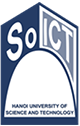 SoICT
HANOI UNIVERSITY OF
SCIENCE AND TECHNOLOGY